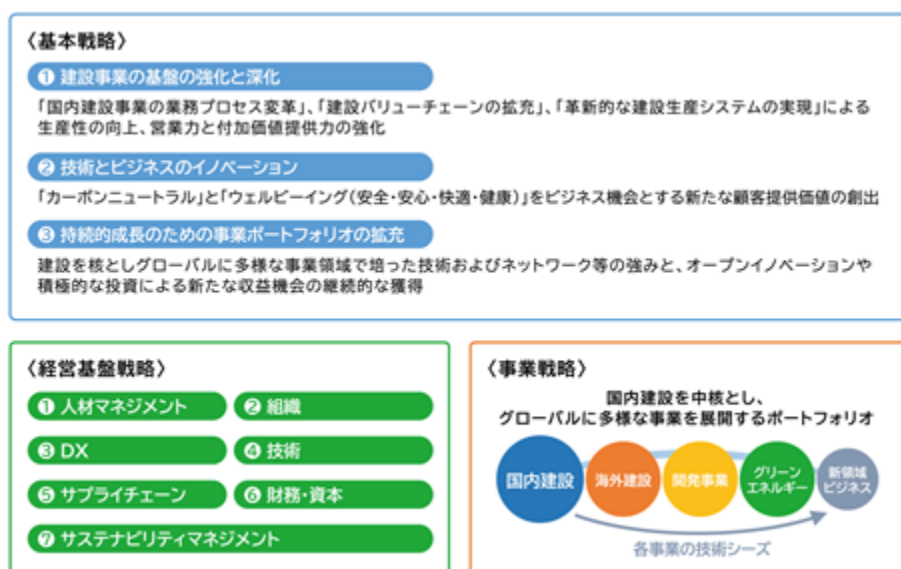 〈基本戦略〉
❶ 建設事業の基盤の強化と深化
「国内建設事業の業務プロセス変革」、「建設バリューチェーンの拡充」、「革新的な建設生産システムの実現」による
生産性の向上、営業力と付加価値提供力の強化
❷ 技術とビジネスのイノベーション
「カーボンニュートラル」と「ウェルビーイング(安全・安心・快適・健康)」をビジネス機会とする新たな顧客提供価値の創出
❸ 持続的成長のための事業ポートフォリオの拡充
建設を核としグローバルに多様な事業領域で培った技術およびネットワーク等の強みと、オープンイノベーションや
積極的な投資による新たな収益機会の継続的な獲得
〈経営基盤戦略〉
❶ 人材マネジメント
❷ 組織
❸ DX
❹ 技術
❺ サプライチェーン
❻ 財務・資本
❼ サステナビリティマネジメント
〈事業戦略〉
国内建設を中核とし、
グローバルに多様な事業を展開するポートフォリオ
国内建設
海外建設
開発事業
グリーン
エネルギー
新領域
ビジネス
各事業の技術シーズ